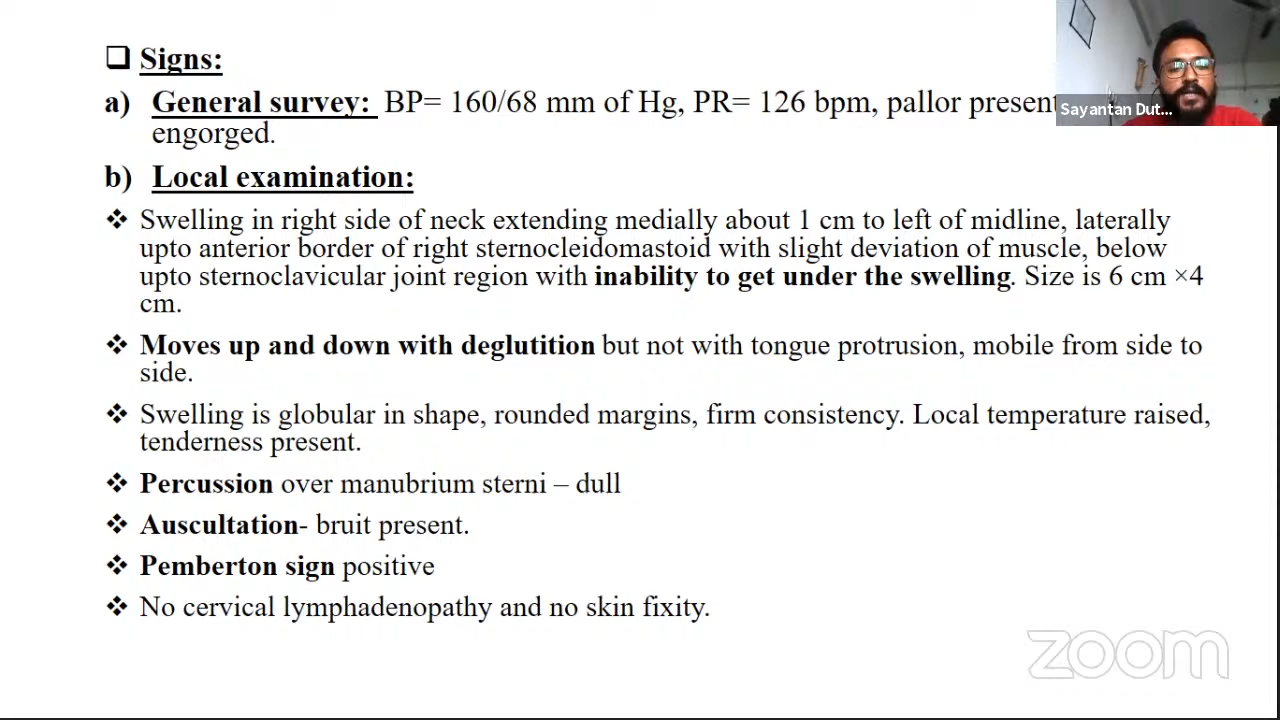 Signs:
a) General survey: BP= 160/68 mm of Hg, PR= 126 bpm, pallor present
engorged.
b) Local examination:
❖ Swelling in right side of neck extending medially about 1 cm to left of midline, laterally
upto anterior border of right sternocleidomastoid with slight deviation of muscle, below
upto sternoclavicular joint region with inability to get under the swelling. Size is 6 cm ×4
cm.
❖ Moves up and down with deglutition but not with tongue protrusion, mobile from side to
side.
❖ Swelling is globular in shape, rounded margins, firm consistency. Local temperature raised,
tenderness present.
❖ Percussion over manubrium sterni – dull
❖ Auscultation- bruit present.
❖ Pemberton sign positive
❖ No cervical lymphadenopathy and no skin fixity.
Sayantan Dut...
zoom